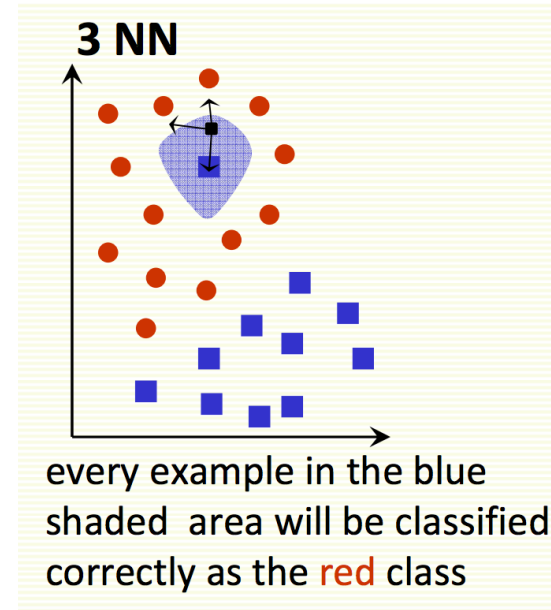 3 NN
every example in the blue
shaded area will be classified
correctly as the red class